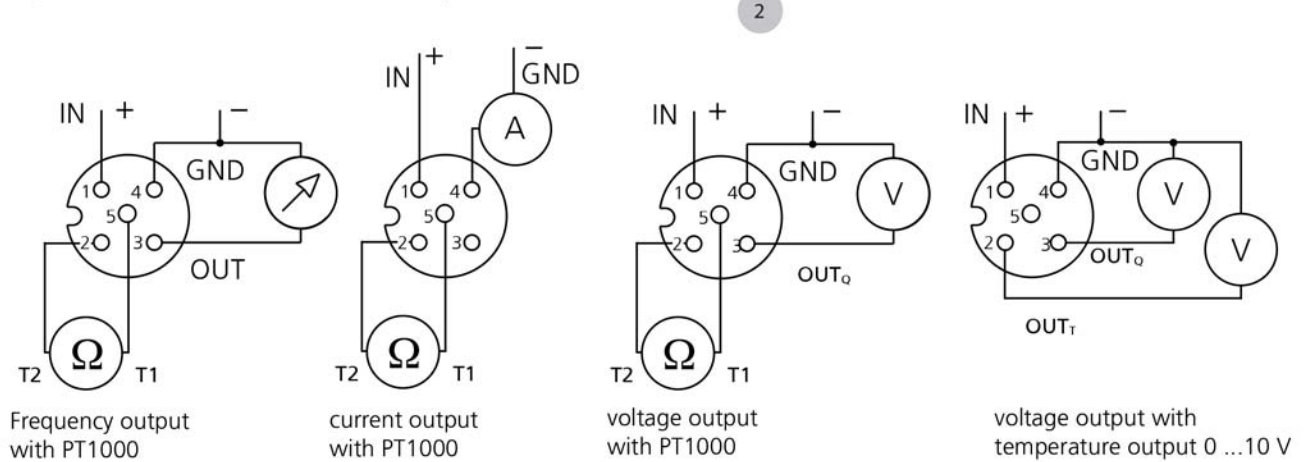 2
IN + − GND
1 4
5
2 3
OUT
T2 Ω T1
Frequency output
with PT1000
IN + − GND
A
1 4
5
2 3
T2 Ω T1
current output
with PT1000
IN + −
GND
V
1 4
5
2 3
OUTQ
T2 Ω T1
voltage output
with PT1000
IN + −
GND
V
V
1 4
5
2 3
OUTQ
OUTT
voltage output with
temperature output 0 ...10 V